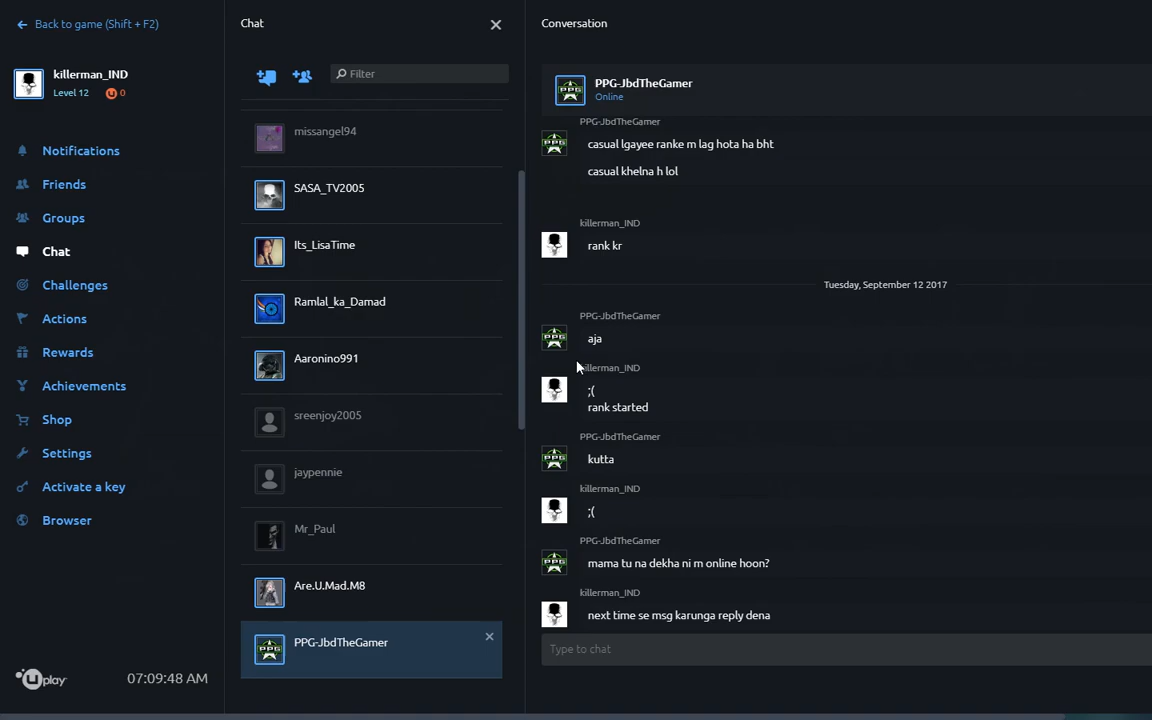 Back to game (Shift + F2)
killerman_IND
Level 12
0
Notifications
Friends
Groups
Chat
Challenges
Actions
Rewards
Achievements
Shop
Settings
Activate a key
Browser
uplay
07:09:48 AM
Chat
Filter
missangel94
SASA_TV2005
Its_LisaTime
Ramlal_ka_Damad
Aaronino991
sreenjoy2005
jaypennie
Mr_Paul
Are.U.Mad.M8
PPG-JbdTheGamer
Conversation
PPG-JbdTheGamer
Online
PPG-JbdTheGamer
casual lgayee ranke m lag hota ha bht
casual khelna h lol
killerman_IND
rank kr
Tuesday, September 12 2017
PPG-JbdTheGamer
aja
killerman_IND
;(
rank started
PPG-JbdTheGamer
kutta
killerman_IND
;(
PPG-JbdTheGamer
mama tu na dekha ni m online hoon?
killerman_IND
next time se msg karunga reply dena
Type to chat